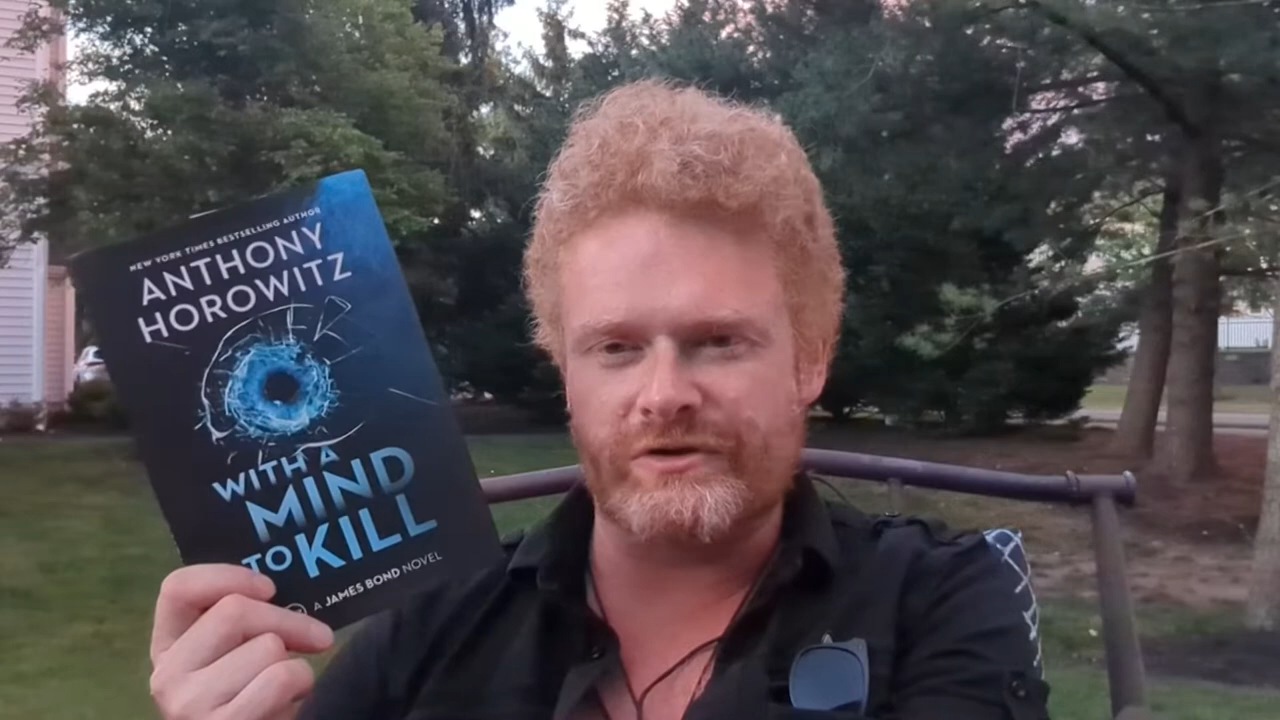 NEW YORK TIMES BESTSELLING AUTHOR
ANTHONY
HOROWITZ
WITH A
MIND
TO KILL
A JAMES BOND NOVEL